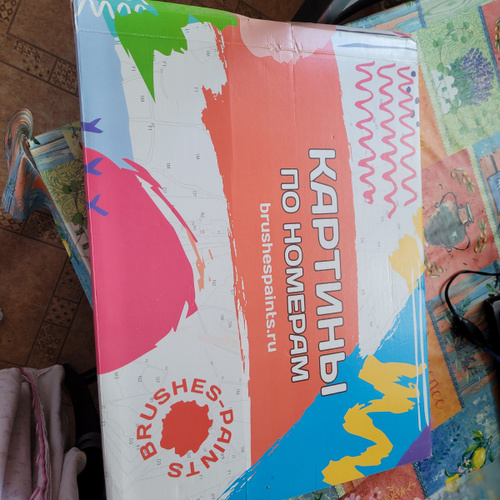 КАРТИНЫ
ПО НОМЕРАМ
brushespaints.ru
BRUSHES-PAINTS